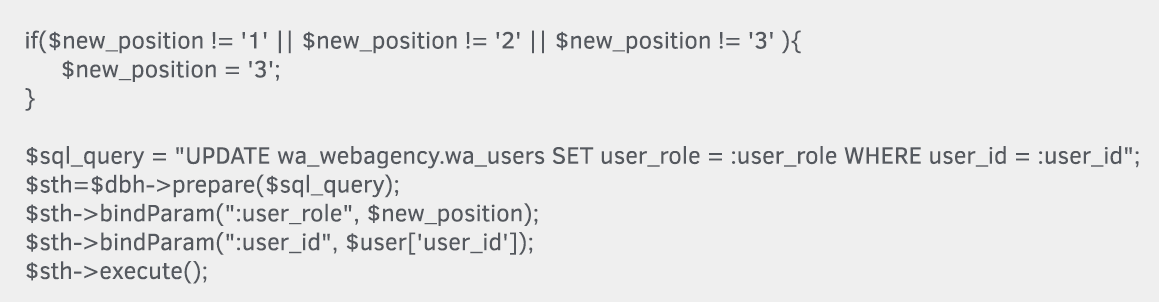 if($new_position != '1' || $new_position != '2' || $new_position != '3' ){
$new_position = '3';
}
$sql_query = "UPDATE wa_webagency.wa_users SET user_role = :user_role WHERE user_id = :user_id";
$sth=$dbh->prepare($sql_query);
$sth->bindParam(":user_role", $new_position);
$sth->bindParam(":user_id", $user['user_id']);
$sth->execute();